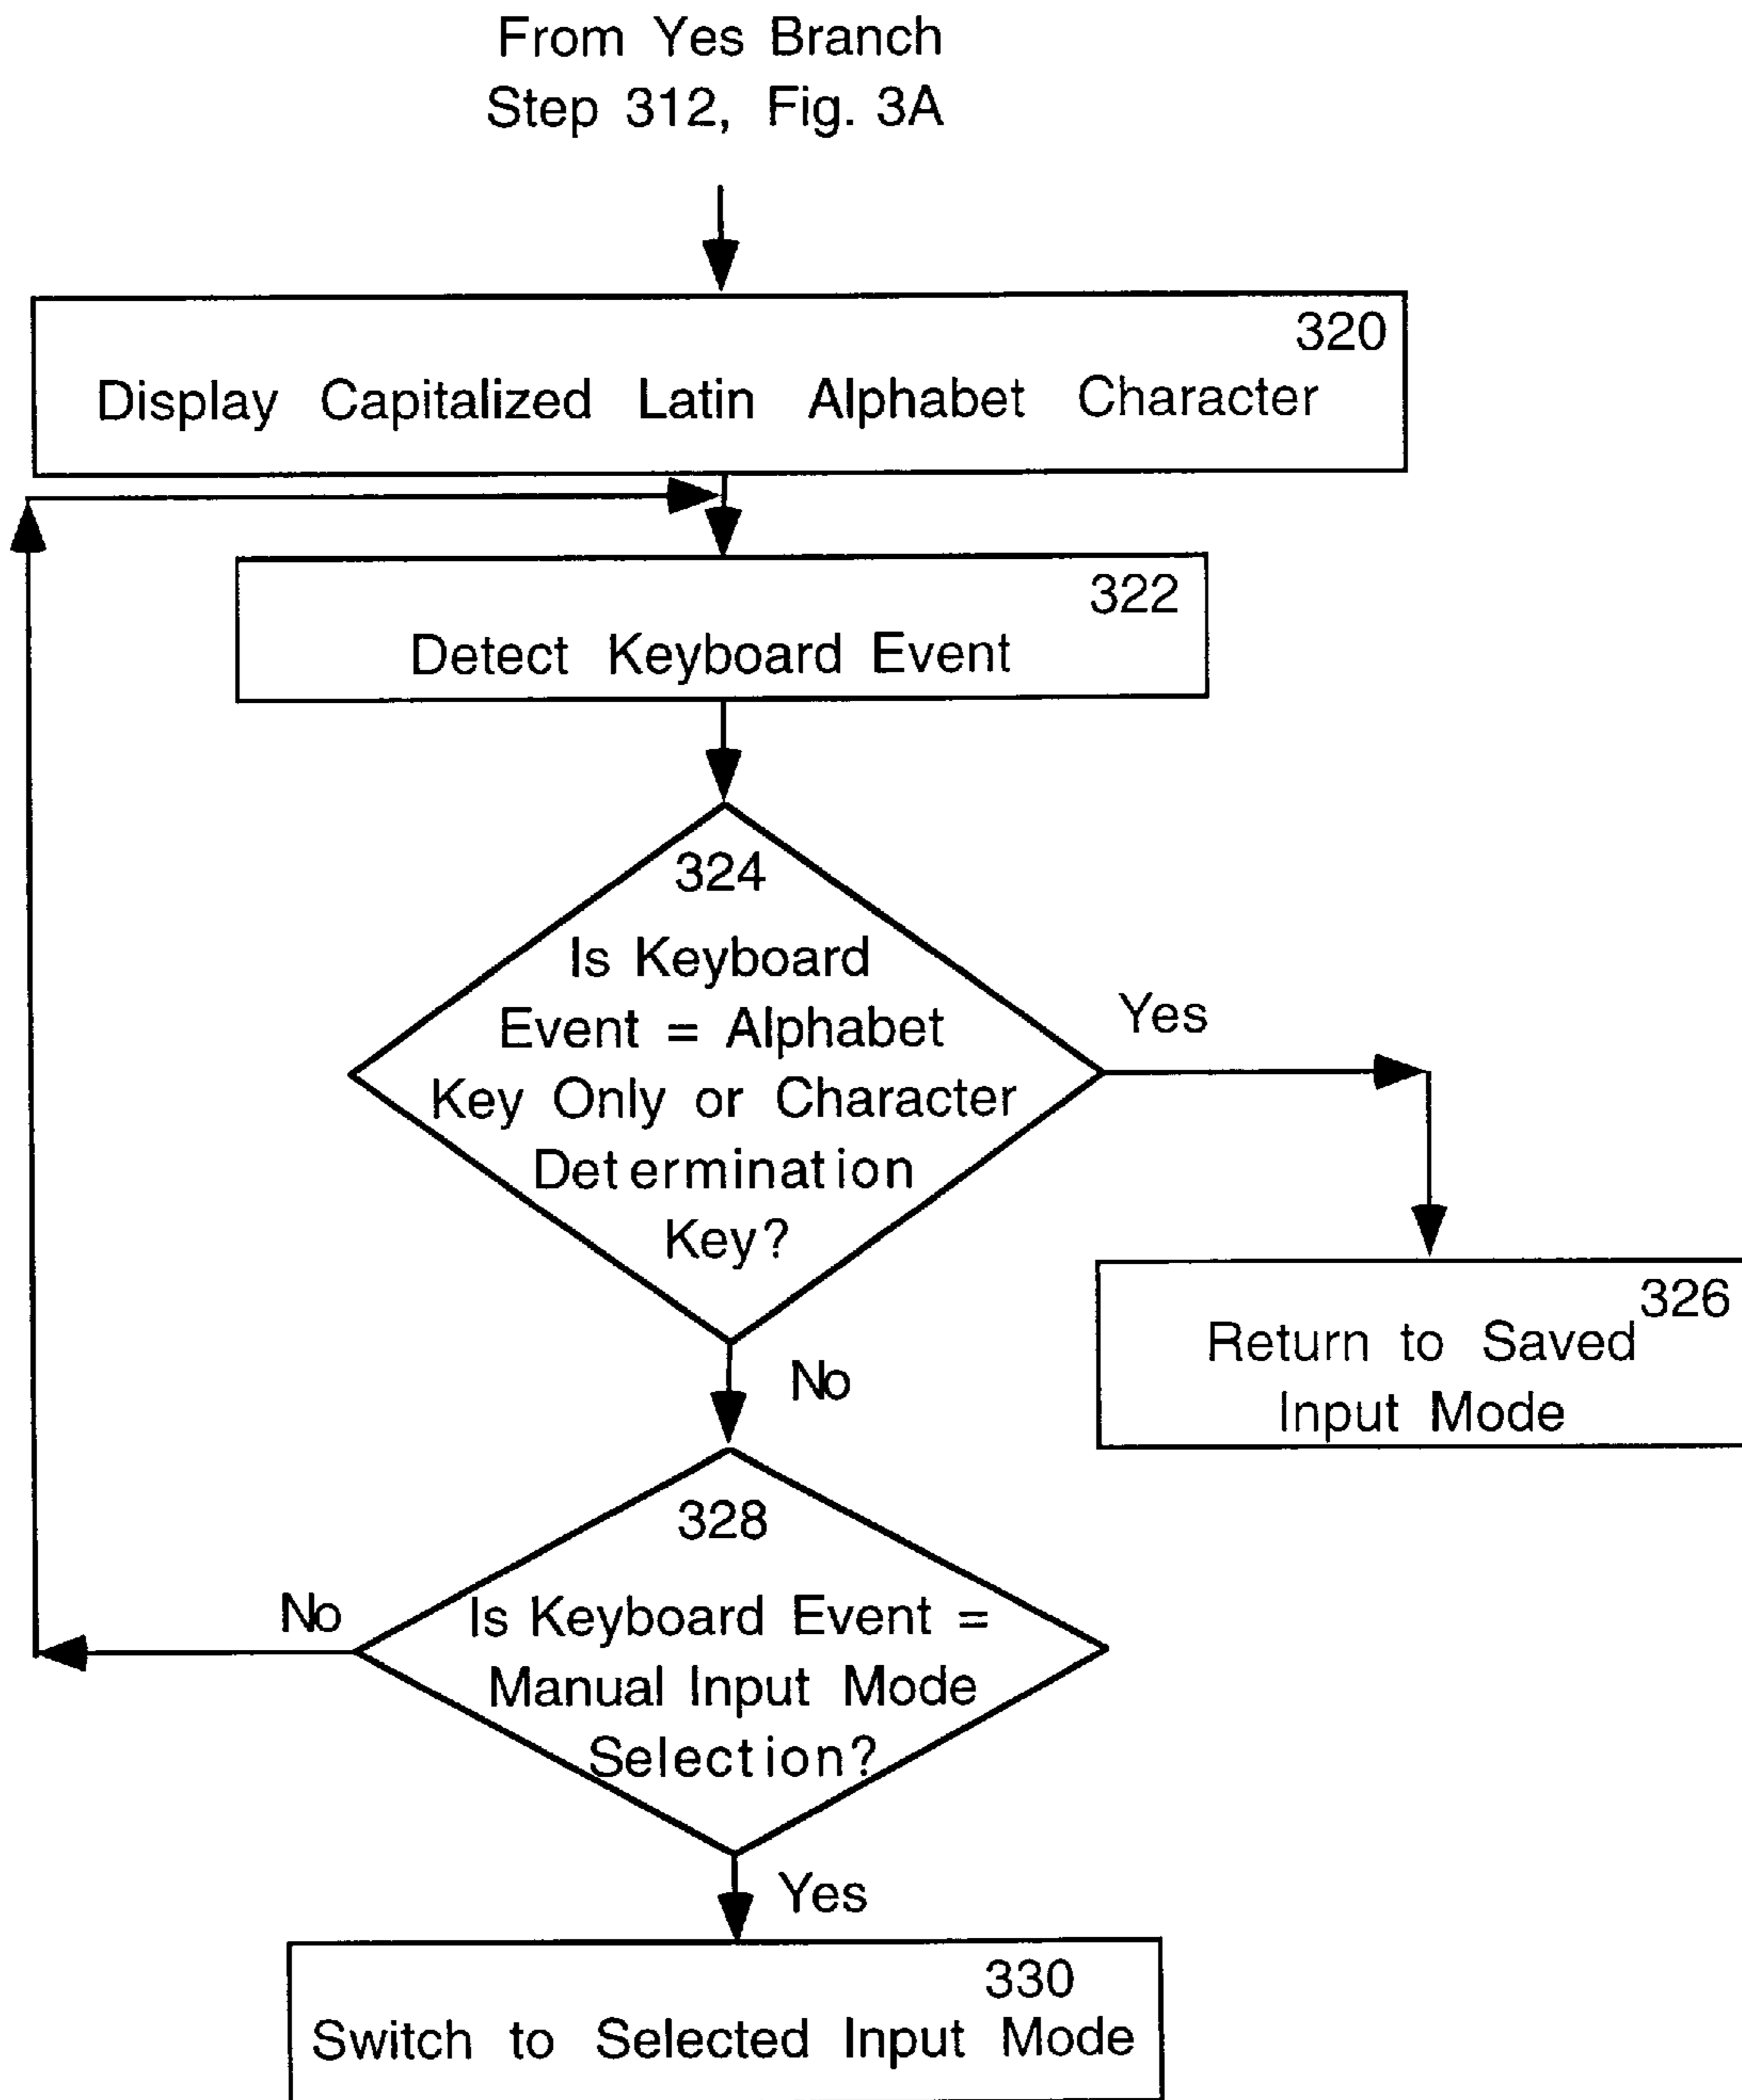 From Yes Branch
Step 312, Fig. 3A
320
Display Capitalized Latin Alphabet Character
322
Detect Keyboard Event
324
Is Keyboard
Event = Alphabet
Key Only or Character
Determination
Key?
Yes
326
Return to Saved
Input Mode
No
328
Is Keyboard Event =
Manual Input Mode
Selection?
No
Yes
330
Switch to Selected Input Mode